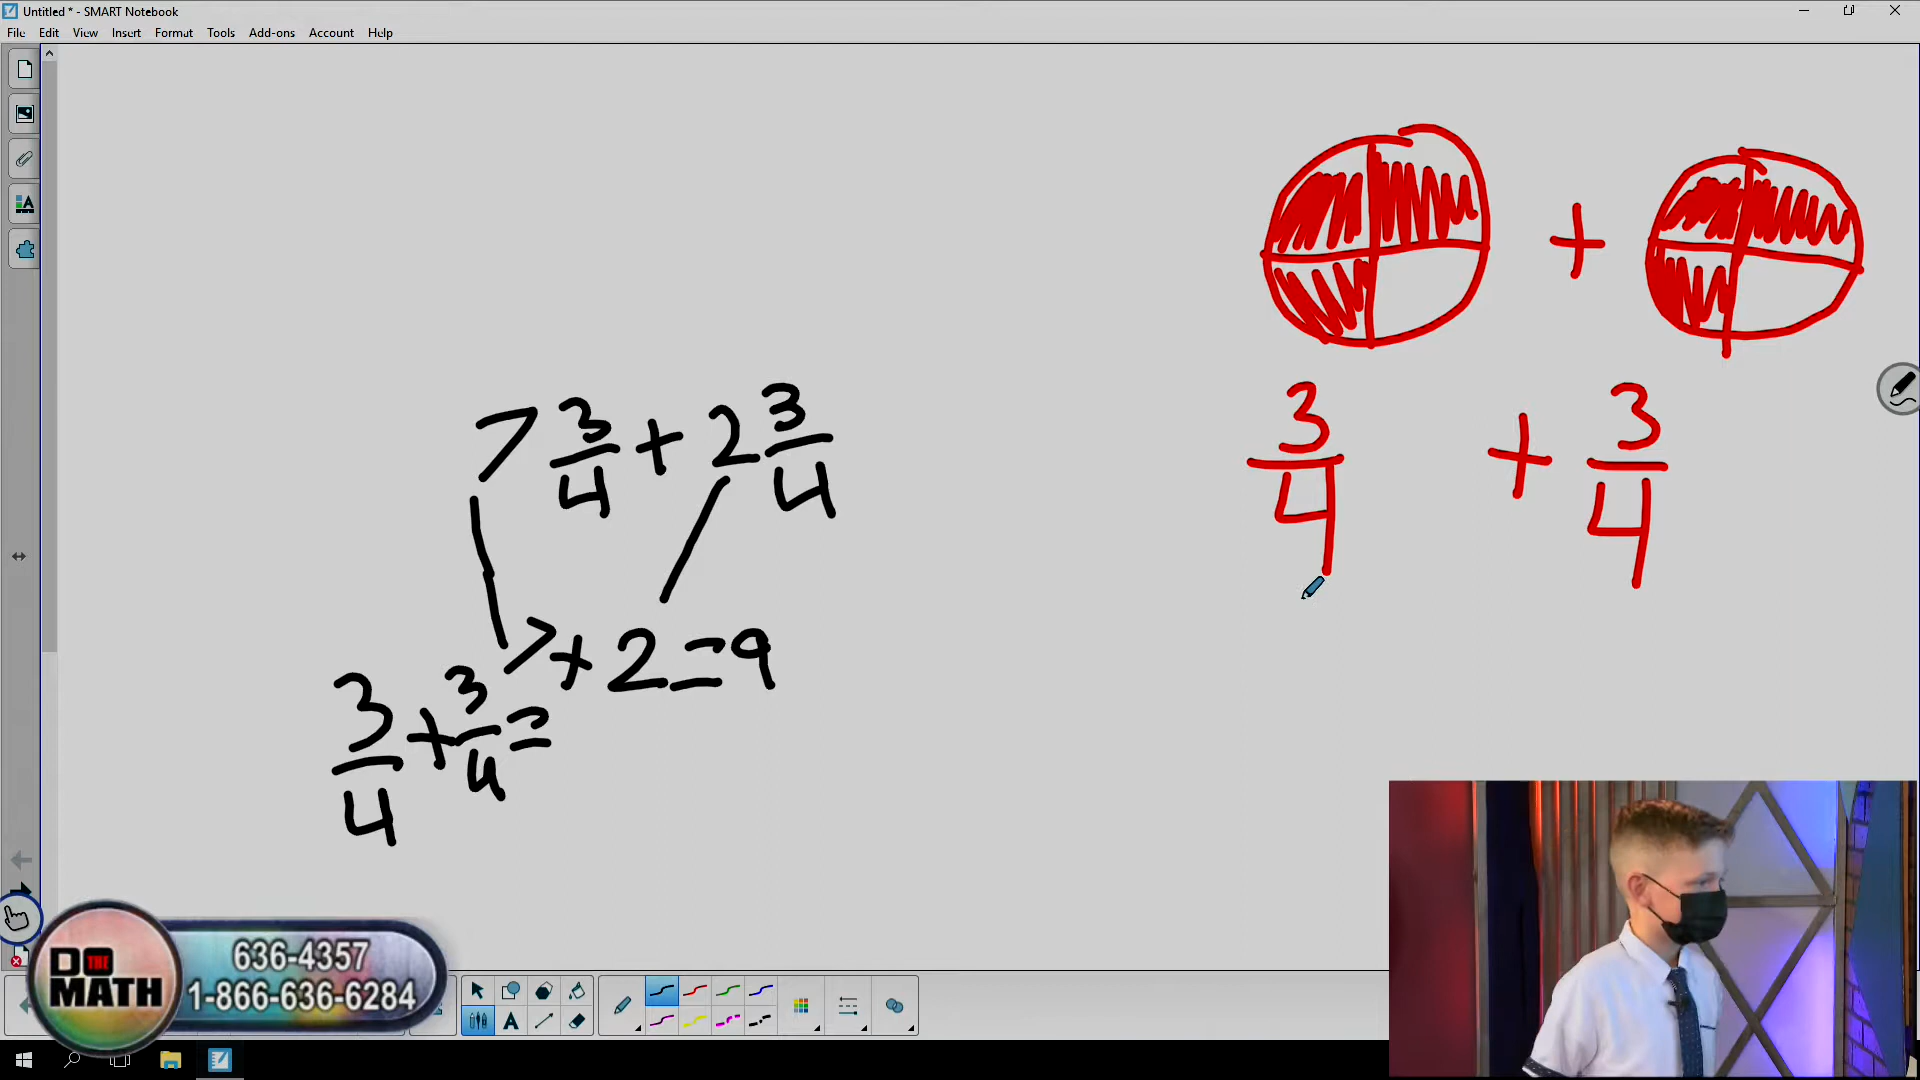 Untitled * - SMART Notebook
File Edit View Insert Format Tools Add-ons Account Help
7 3/4 + 2 3/4
7 + 2 = 9
3/4 + 3/4 =
+
3/4 + 3/4
DO THE MATH
636-4357
1-866-636-6284